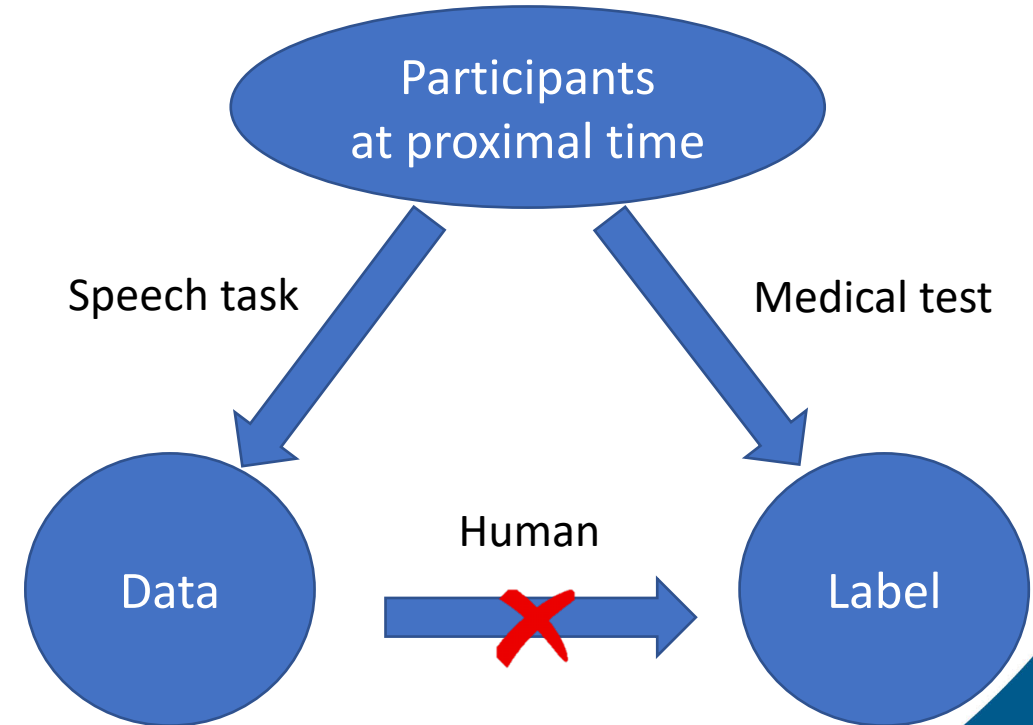 Participants
at proximal time
Speech task
Medical test
Human
Data
Label